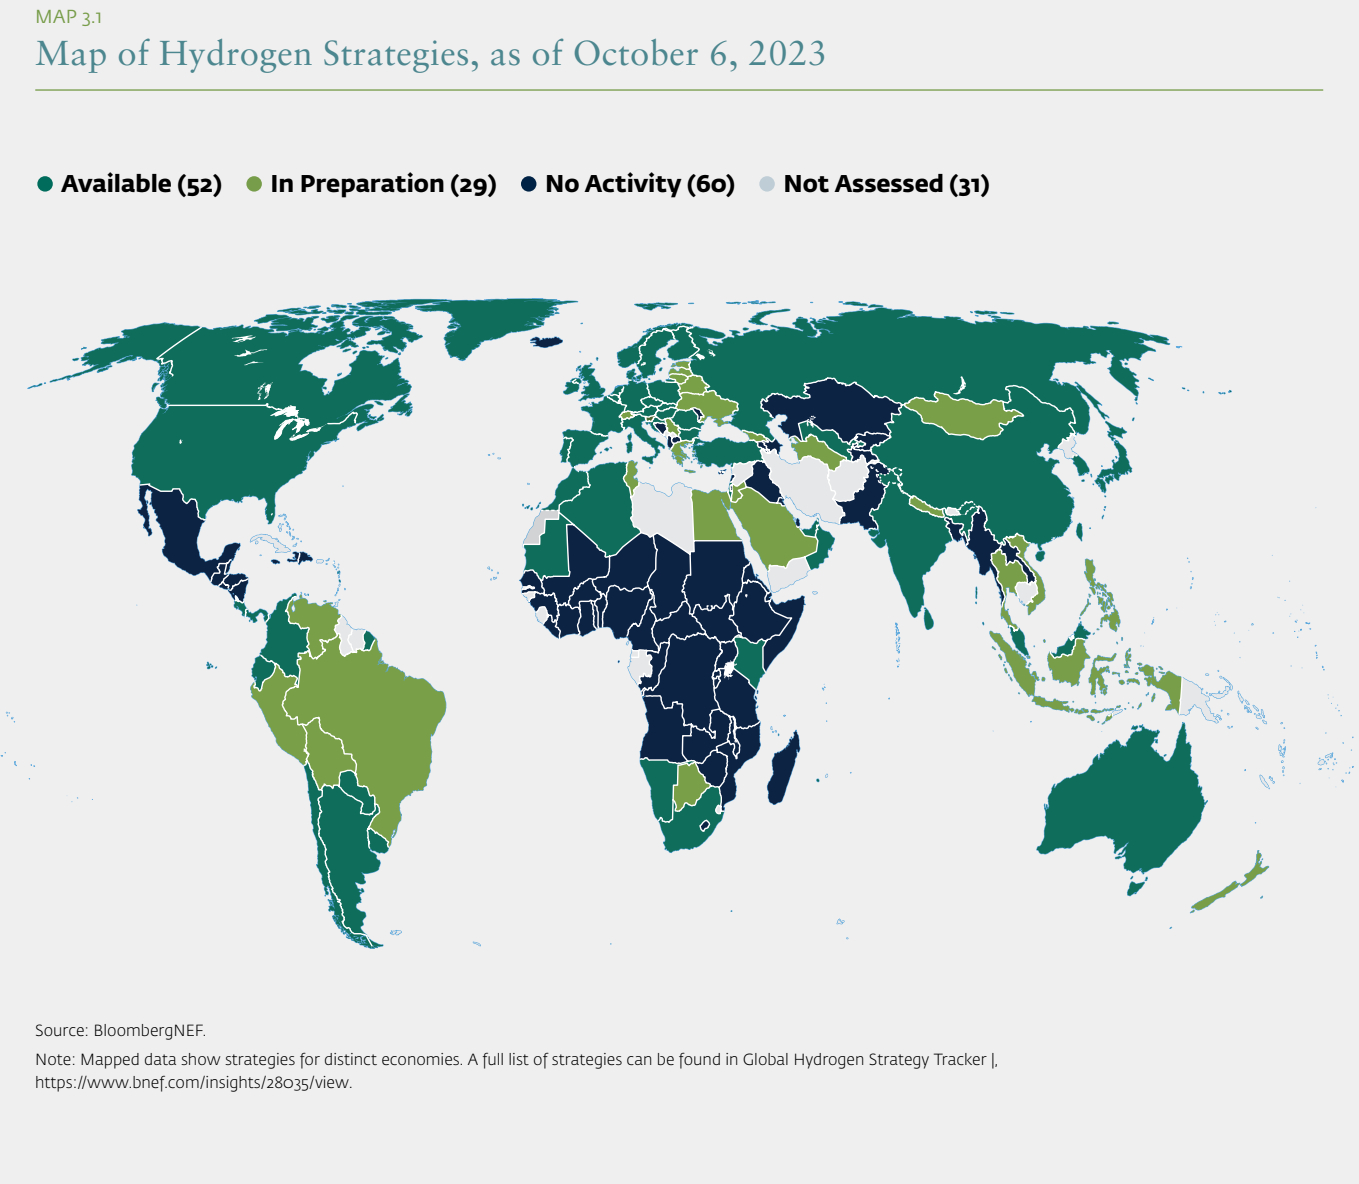 MAP 3.1
Map of Hydrogen Strategies, as of October 6, 2023
Available (52) In Preparation (29) No Activity (60) Not Assessed (31)
Source: BloombergNEF.
Note: Mapped data show strategies for distinct economies. A full list of strategies can be found in Global Hydrogen Strategy Tracker |,
https://www.bnef.com/insights/28035/view.